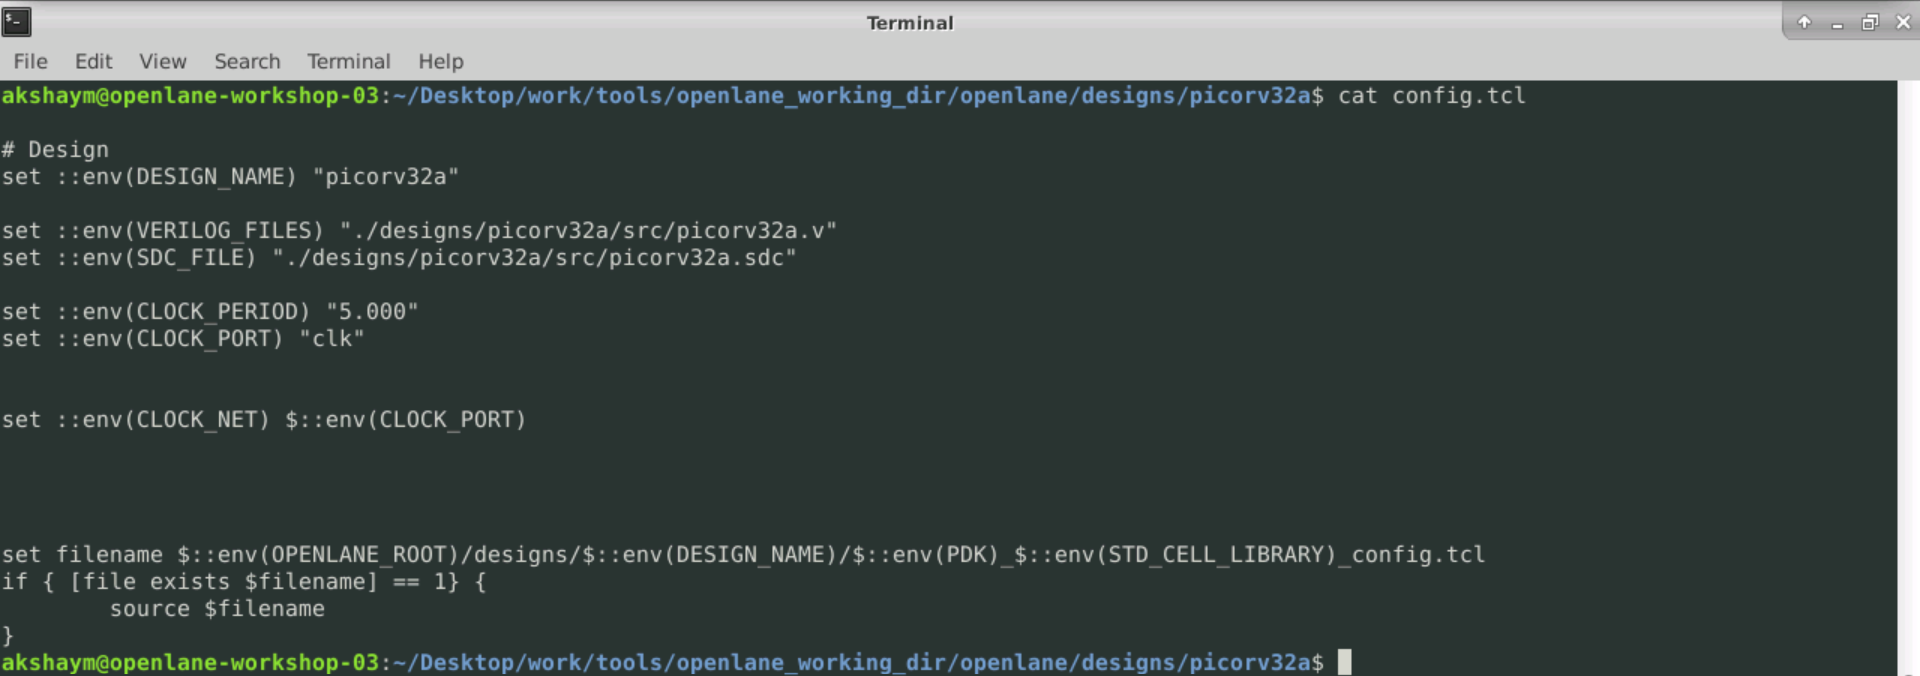 Terminal
File Edit View Search Terminal Help
akshaym@openlane-workshop-03:~/Desktop/work/tools/openlane_working_dir/openlane/designs/picorv32a$ cat config.tcl
# Design
set ::env(DESIGN_NAME) "picorv32a"
set ::env(VERILOG_FILES) "./designs/picorv32a/src/picorv32a.v"
set ::env(SDC_FILE) "./designs/picorv32a/src/picorv32a.sdc"
set ::env(CLOCK_PERIOD) "5.000"
set ::env(CLOCK_PORT) "clk"
set ::env(CLOCK_NET) $::env(CLOCK_PORT)
set filename $::env(OPENLANE_ROOT)/designs/$::env(DESIGN_NAME)/$::env(PDK)_$::env(STD_CELL_LIBRARY)_config.tcl
if { [file exists $filename] == 1} {
        source $filename
}
akshaym@openlane-workshop-03:~/Desktop/work/tools/openlane_working_dir/openlane/designs/picorv32a$